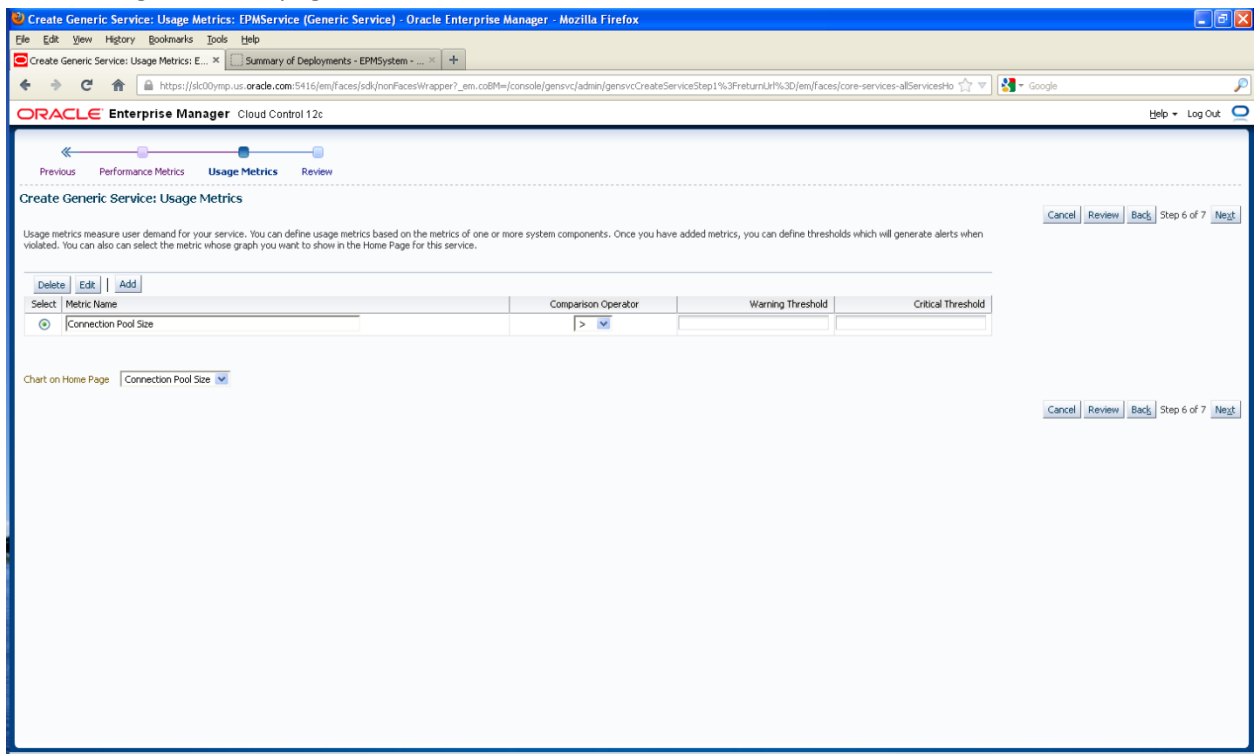 Create Generic Service: Usage Metrics: EPMService (Generic Service) - Oracle Enterprise Manager - Mozilla Firefox
File Edit View History Bookmarks Tools Help
Create Generic Service: Usage Metrics: E... × Summary of Deployments - EPMSystem - ... × +
https://slc00ymp.us.oracle.com:5416/em/faces/sdk/nonFacesWrapper?_em.coBM=/console/gensvc/admin/gensvcCreateServiceStep1%3FreturnUrl%3D/em/faces/core-services-allServicesHo Google
ORACLE Enterprise Manager Cloud Control 12c Help Log Out
Previous Performance Metrics Usage Metrics Review
Create Generic Service: Usage Metrics
Cancel Review Back Step 6 of 7 Next
Usage metrics measure user demand for your service. You can define usage metrics based on the metrics of one or more system components. Once you have added metrics, you can define thresholds which will generate alerts when
violated. You can also can select the metric whose graph you want to show in the Home Page for this service.
Delete Edit | Add
Select Metric Name Comparison Operator Warning Threshold Critical Threshold
Connection Pool Size >
Chart on Home Page Connection Pool Size
Cancel Review Back Step 6 of 7 Next